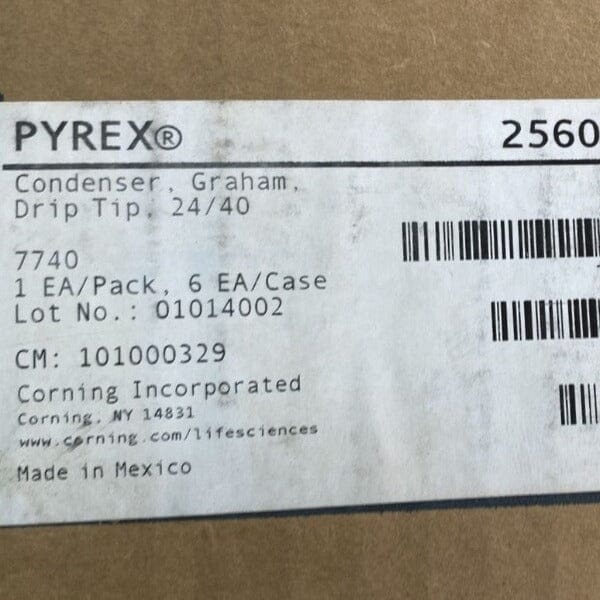 PYREX® 2560
Condenser, Graham,
Drip Tip, 24/40
7740
1 EA/Pack, 6 EA/Case
Lot No.: 01014002
CM: 101000329
Corning Incorporated
Corning, NY 14831
www.corning.com/lifesciences
Made in Mexico